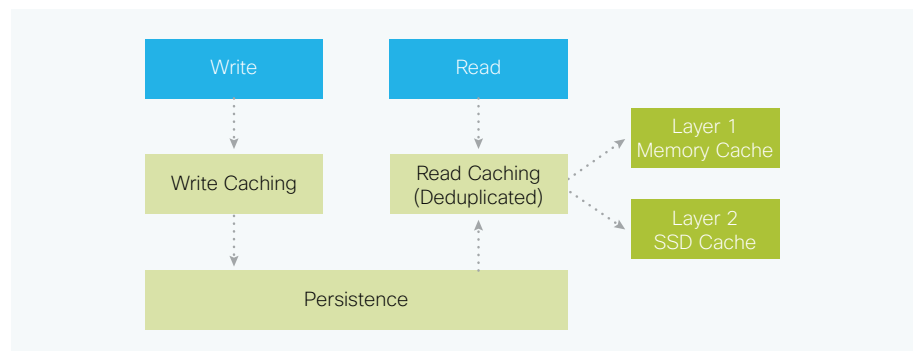 Write
Read
Layer 1
Memory Cache
Write Caching
Read Caching
(Deduplicated)
Layer 2
SSD Cache
Persistence